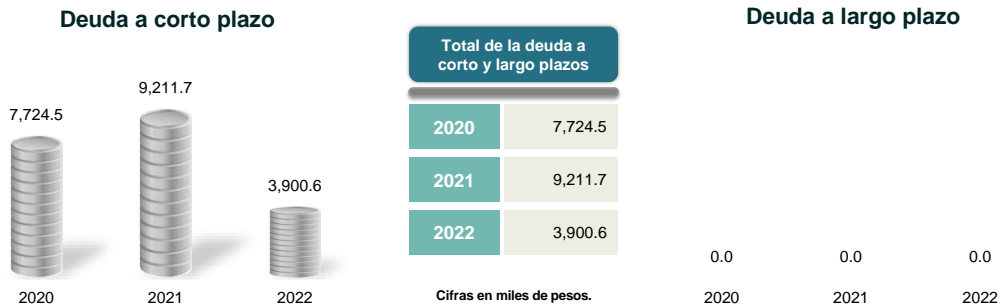 Deuda a corto plazo
7,724.5
9,211.7
3,900.6
2020
2021
2022
Total de la deuda a
corto y largo plazos
2020 7,724.5
2021 9,211.7
2022 3,900.6
Cifras en miles de pesos.
Deuda a largo plazo
0.0 0.0 0.0
2020 2021 2022